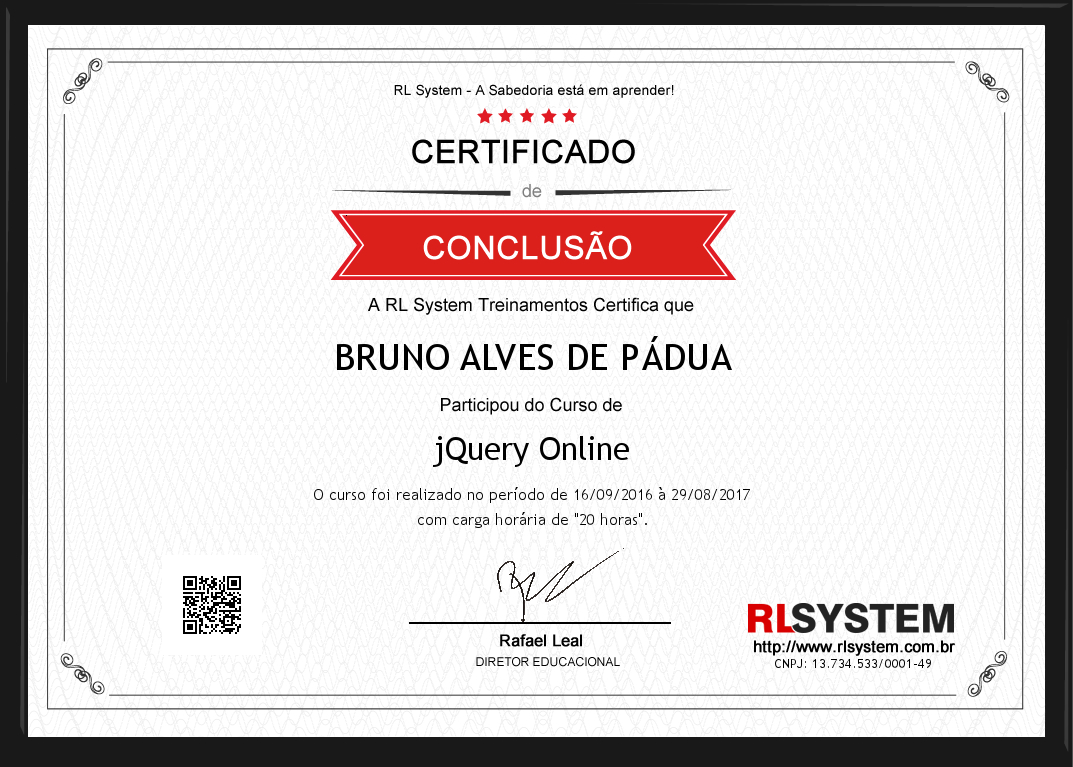 RL System - A Sabedoria está em aprender!
CERTIFICADO
de
CONCLUSÃO
A RL System Treinamentos Certifica que
BRUNO ALVES DE PÁDUA
Participou do Curso de
jQuery Online
O curso foi realizado no período de 16/09/2016 à 29/08/2017
com carga horária de "20 horas".
Rafael Leal
DIRETOR EDUCACIONAL
RLSYSTEM
http://www.rlsystem.com.br
CNPJ: 13.734.533/0001-49